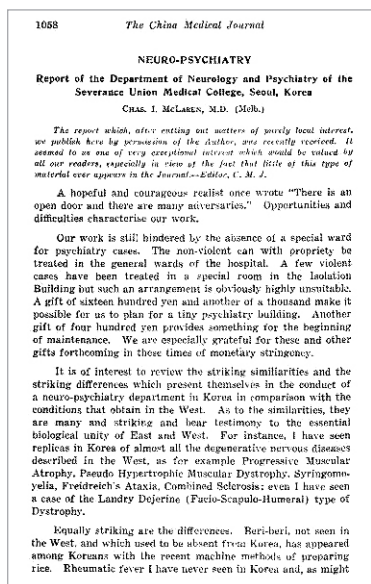 1058 The China Medical Journal
NEURO-PSYCHIATRY
Report of the Department of Neurology and Psychiatry of the
Severance Union Medical College, Seoul, Korea
CHAS. I. MCLAREN, M.D. (Melb.)
The report which, after cutting out matters of purely local interest,
we publish here by permission of the Author, was recently received. It
seemed to us one of very exceptional interest which would be valued by
all our readers, especially in view of the fact that little of this type of
material ever appears in the Journal.—Editor, C. M. J.
A hopeful and courageous realist once wrote "There is an
open door and there are many adversaries." Opportunities and
difficulties characterise our work.
Our work is still hindered by the absence of a special ward
for psychiatry cases. The non-violent can with propriety be
treated in the general wards of the hospital. A few violent
cases have been treated in a special room in the Isolation
Building but such an arrangement is obviously highly unsuitable.
A gift of sixteen hundred yen and another of a thousand make it
possible for us to plan for a tiny psychiatry building. Another
gift of four hundred yen provides something for the beginning
of maintenance. We are especially grateful for these and other
gifts forthcoming in these times of monetary stringency.
It is of interest to review the striking similiarities and the
striking differences which present themselves in the conduct of
a neuro-psychiatry department in Korea in comparison with the
conditions that obtain in the West. As to the similarities, they
are many and striking and bear testimony to the essential
biological unity of East and West. For instance, I have seen
replicas in Korea of almost all the degenerative nervous diseases
described in the West, as for example Progressive Muscular
Atrophy, Pseudo Hypertrophic Muscular Dystrophy, Syringomo-
yelia, Freidreich's Ataxia, Combined Sclerosis: even I have seen
a case of the Landry Dejerine (Facio-Scapulo-Humeral) type of
Dystrophy.
Equally striking are the differences. Beri-beri, not seen in
the West, and which used to be absent from Korea, has appeared
among Koreans with the recent machine methods of preparing
rice. Rheumatic fever I have never seen in Korea and, as might